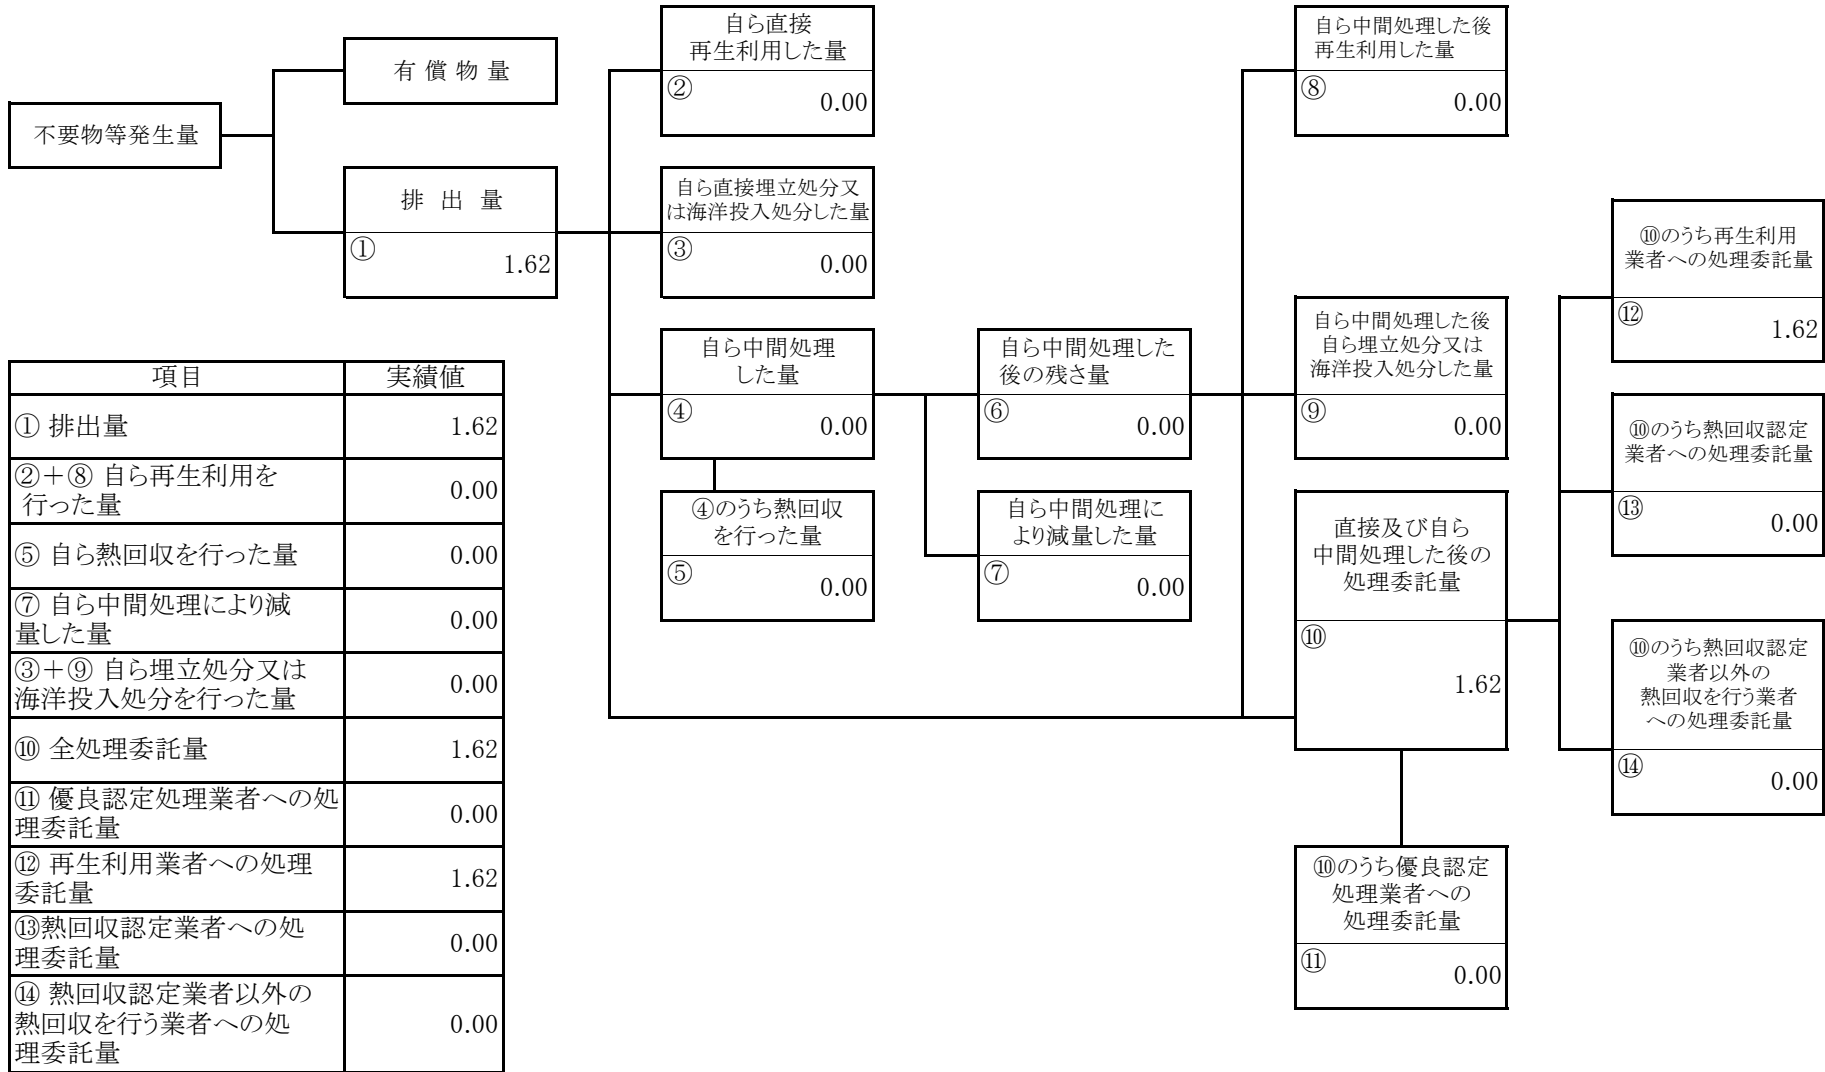 不要物等発生量
有 償 物 量
排 出 量
①
1.62
自ら直接
再生利用した量
②
0.00
自ら直接埋立処分又
は海洋投入処分した量
③
0.00
自ら中間処理
した量
④
0.00
④のうち熱回収
を行った量
⑤
0.00
自ら中間処理した
後の残さ量
⑥
0.00
自ら中間処理に
より減量した量
⑦
0.00
自ら中間処理した後
再生利用した量
⑧
0.00
自ら中間処理した後
自ら埋立処分又は
海洋投入処分した量
⑨
0.00
直接及び自ら
中間処理した後の
処理委託量
⑩
1.62
⑩のうち優良認定
処理業者への
処理委託量
⑪
0.00
⑩のうち再生利用
業者への処理委託量
⑫
1.62
⑩のうち熱回収認定
業者への処理委託量
⑬
0.00
⑩のうち熱回収認定
業者以外の
熱回収を行う業者
への処理委託量
⑭
0.00
項目 実績値
① 排出量 1.62
②＋⑧ 自ら再生利用を
行った量 0.00
⑤ 自ら熱回収を行った量 0.00
⑦ 自ら中間処理により減
量した量 0.00
③＋⑨ 自ら埋立処分又は
海洋投入処分を行った量 0.00
⑩ 全処理委託量 1.62
⑪ 優良認定処理業者への処
理委託量 0.00
⑫ 再生利用業者への処理
委託量 1.62
⑬熱回収認定業者への処
理委託量 0.00
⑭ 熱回収認定業者以外の
熱回収を行う業者への処
理委託量 0.00